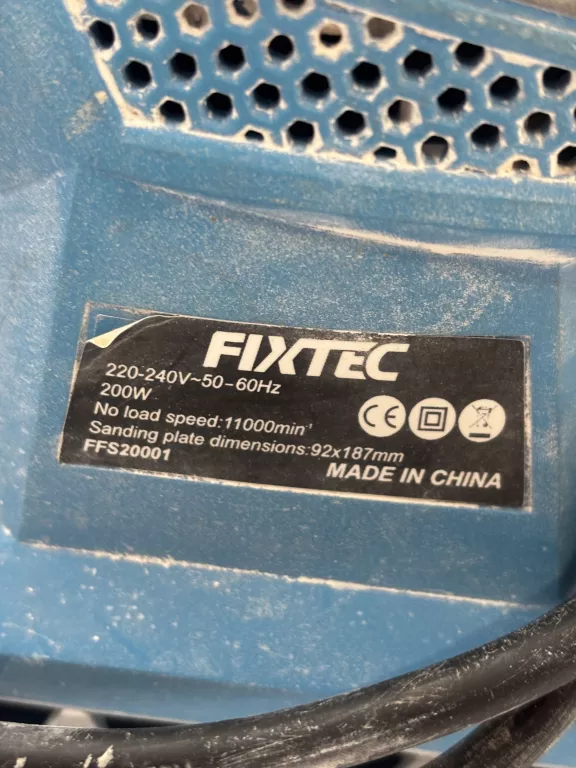 FIXTEC
220-240V~50-60Hz
200W
No load speed:11000min⁻¹
Sanding plate dimensions:92x187mm
FFS20001
CE
MADE IN CHINA